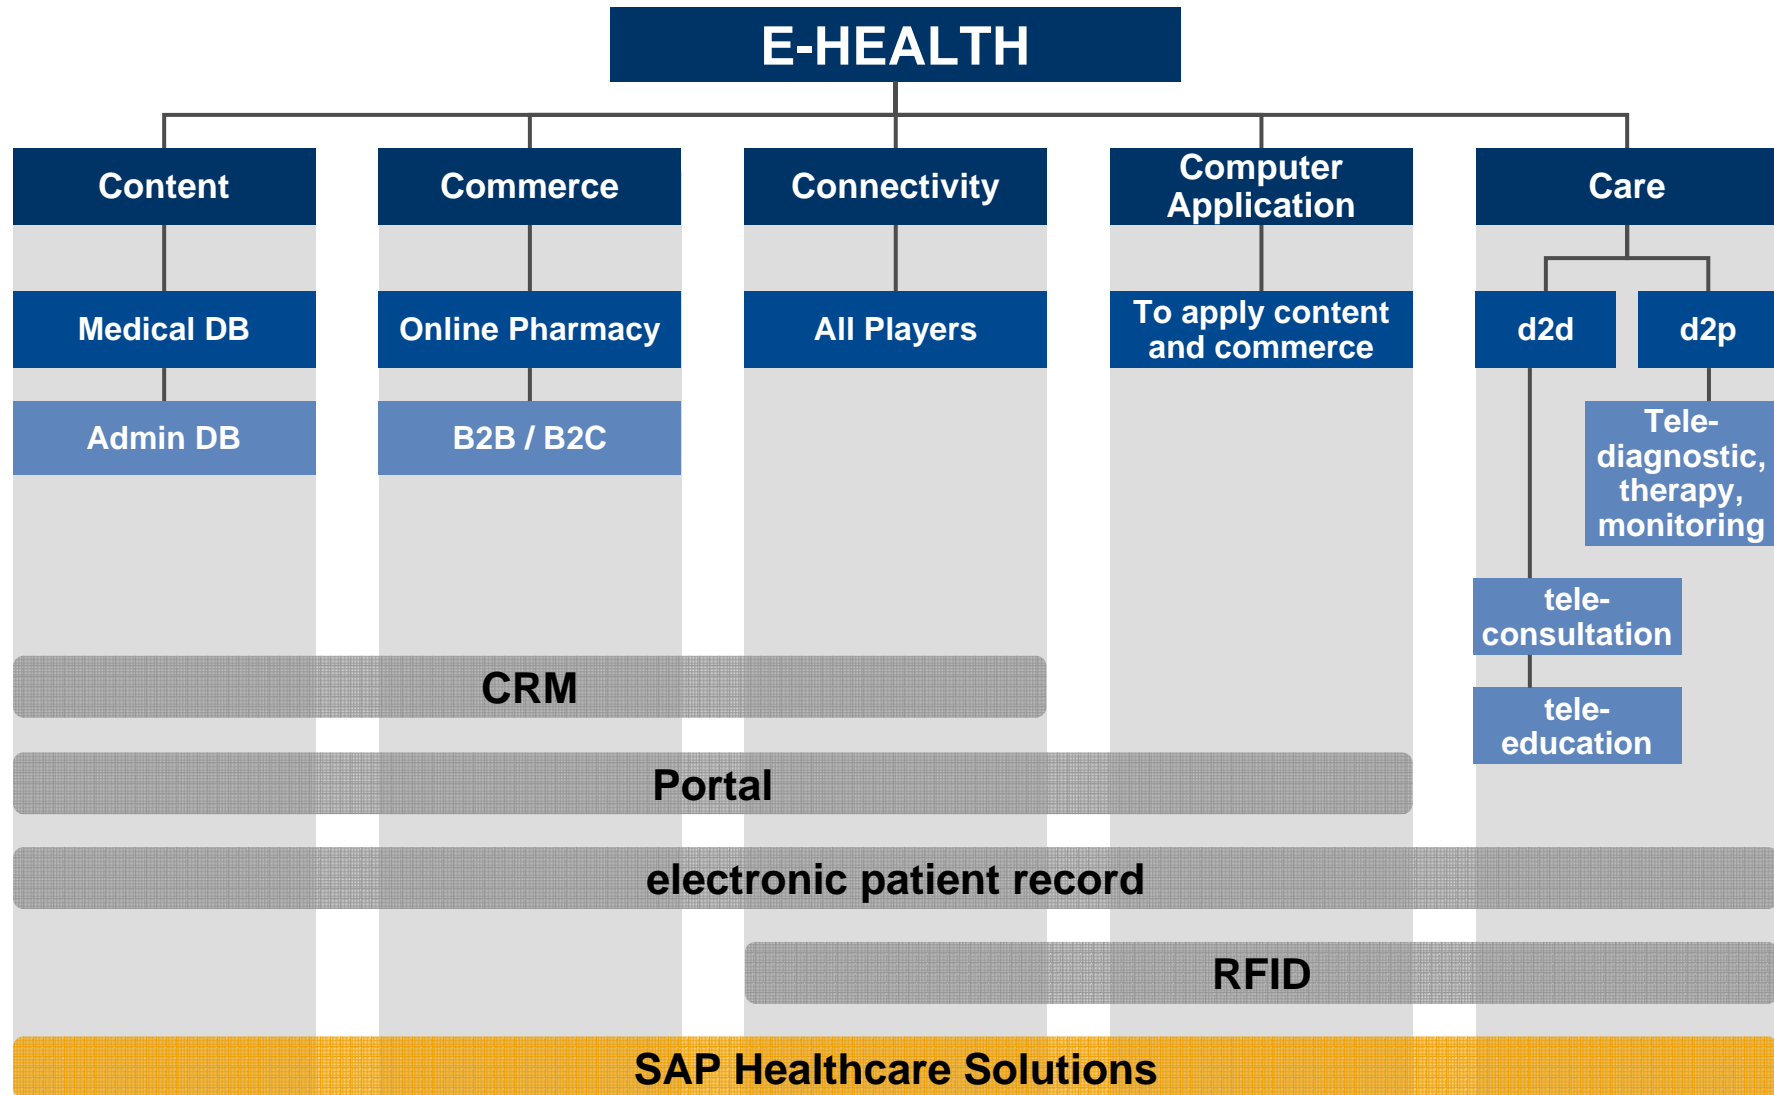 E-HEALTH
Content
Commerce
Connectivity
Computer
Application
Care
Medical DB
Online Pharmacy
All Players
To apply content
and commerce
d2d
d2p
Admin DB
B2B / B2C
Tele-
diagnostic,
therapy,
monitoring
tele-
consultation
tele-
education
CRM
Portal
electronic patient record
RFID
SAP Healthcare Solutions